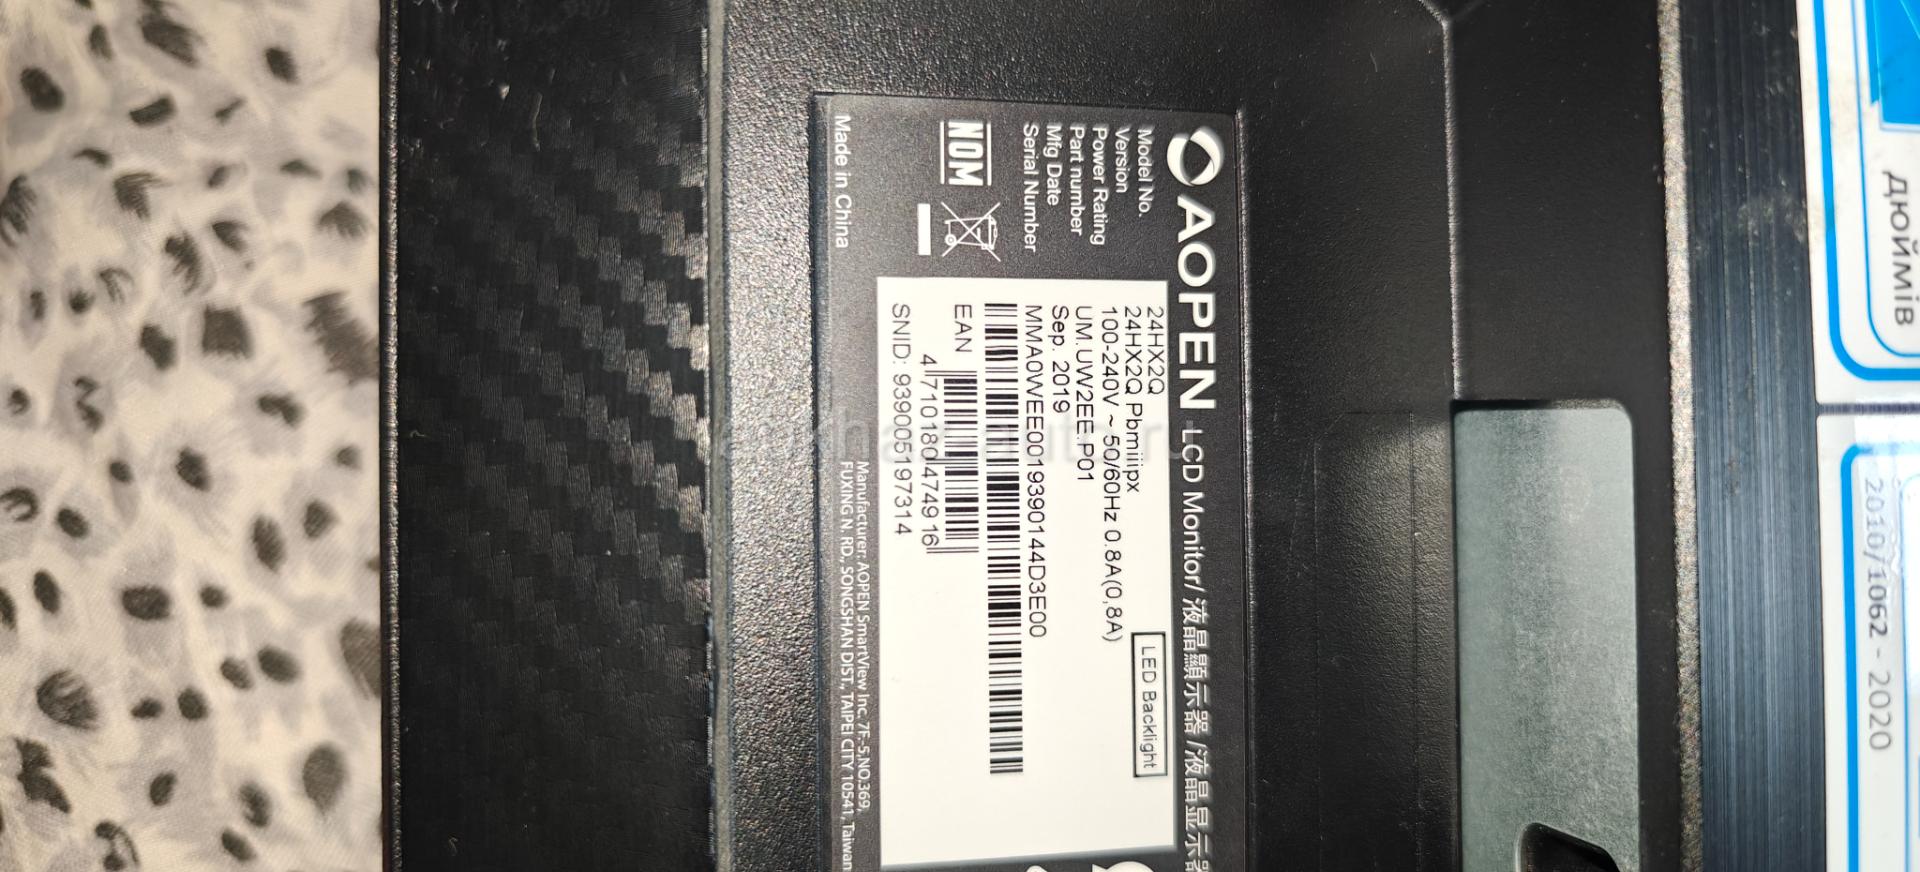 AOPEN LCD Monitor/ 液晶顯示器 /液晶显示器
Model No. 24HX2Q
Version 24HX2Q Pbmiiipx
Power Rating 100-240V ~ 50/60Hz 0.8A(0,8A)
Part number UM.UW2EE.P01
Mfg Date Sep. 2019
Serial Number MMA0WEE0019390144D3E00
LED Backlight
NOM
EAN
4 710180 474916
SNID: 939005197314
Made in China
Manufacturer: AOPEN SmartView Inc. 7F-5,NO.369,
FUXING N. RD., SONGSHAN DIST., TAIPEI CITY 10541, Taiwan
дюймів
2010/1062 - 2020